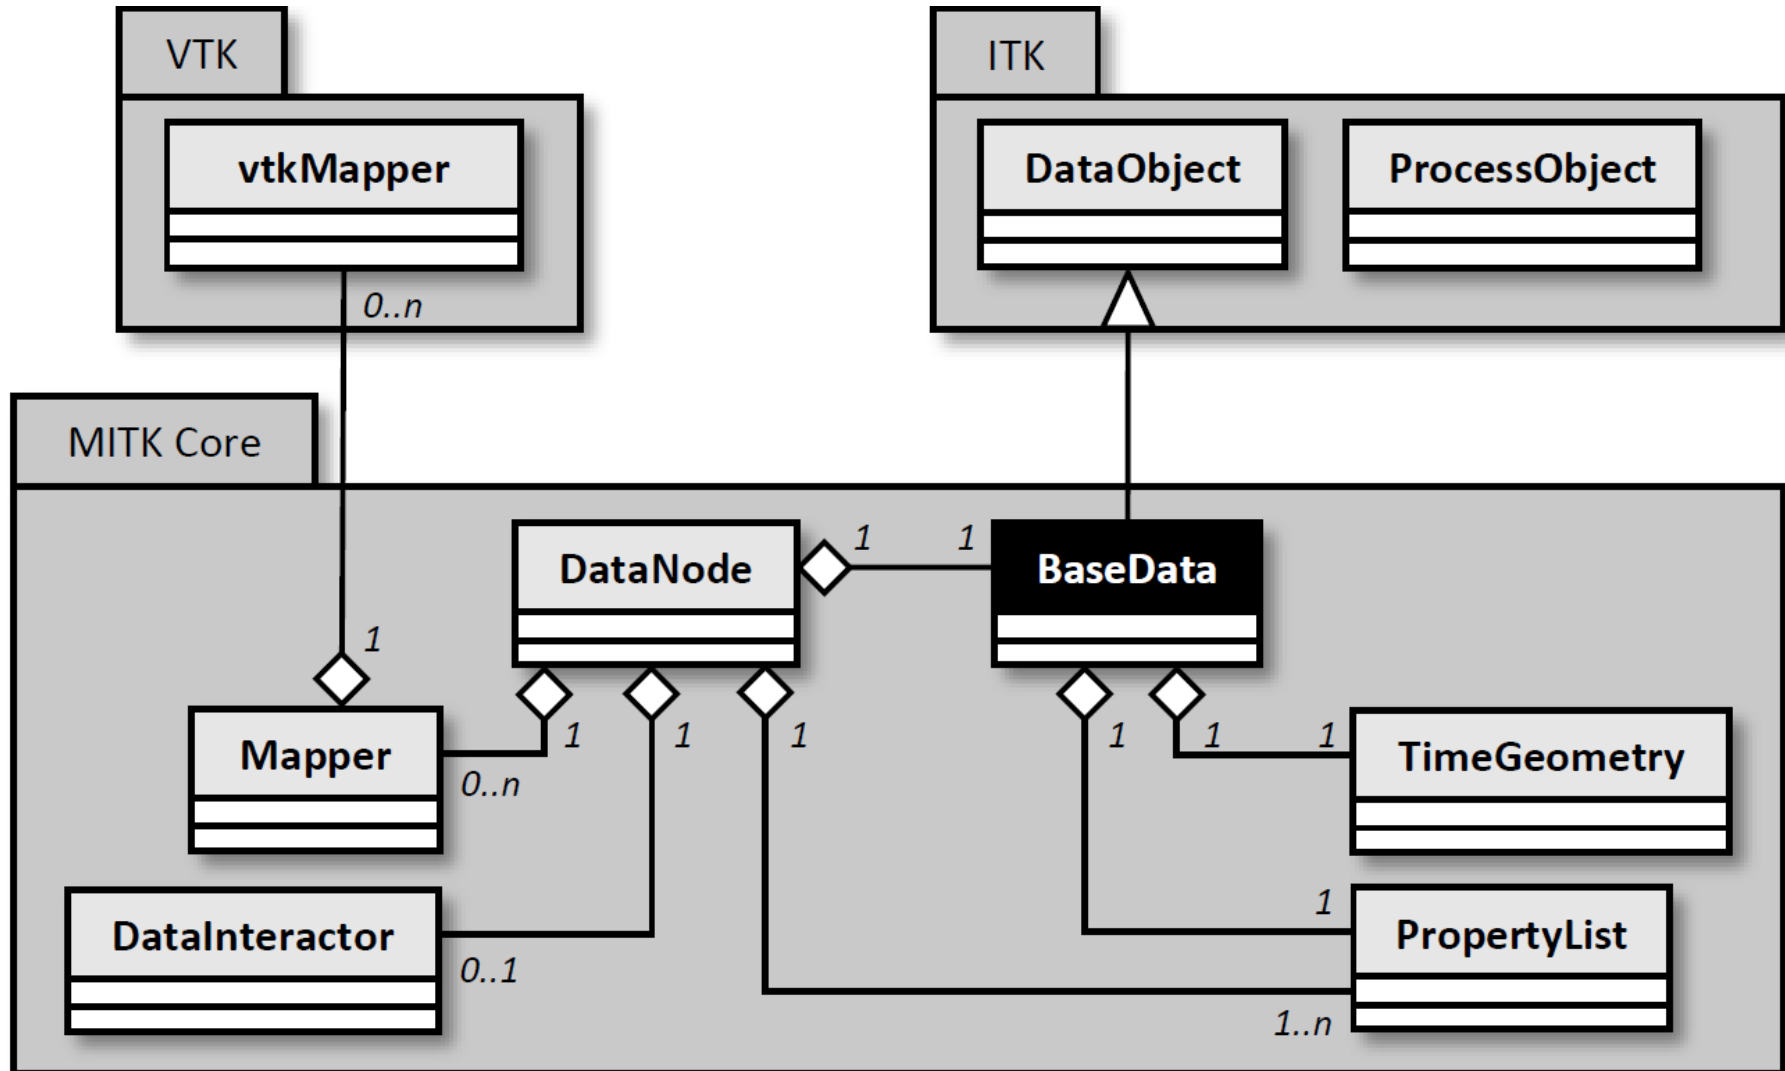 VTK
ITK
vtkMapper
DataObject
ProcessObject
0..n
MITK Core
1
1
DataNode
BaseData
1
1
1
1
1
1
1
Mapper
TimeGeometry
0..n
1
DataInteractor
PropertyList
0..1
1..n